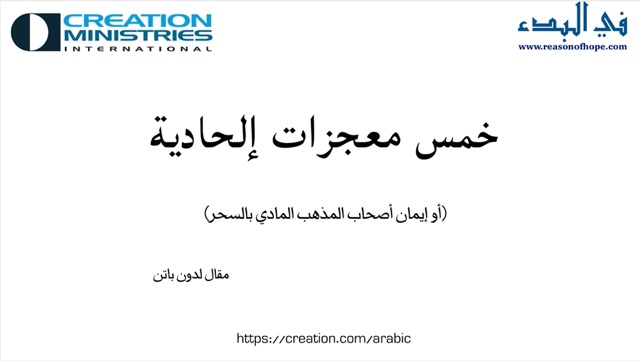 CREATION
MINISTRIES
INTERNATIONAL
في البدء
www.reasonofhope.com
خمس معجزات إلحادية
(أو إيمان أصحاب المذهب المادي بالسحر)
مقال لدون باتن
https://creation.com/arabic